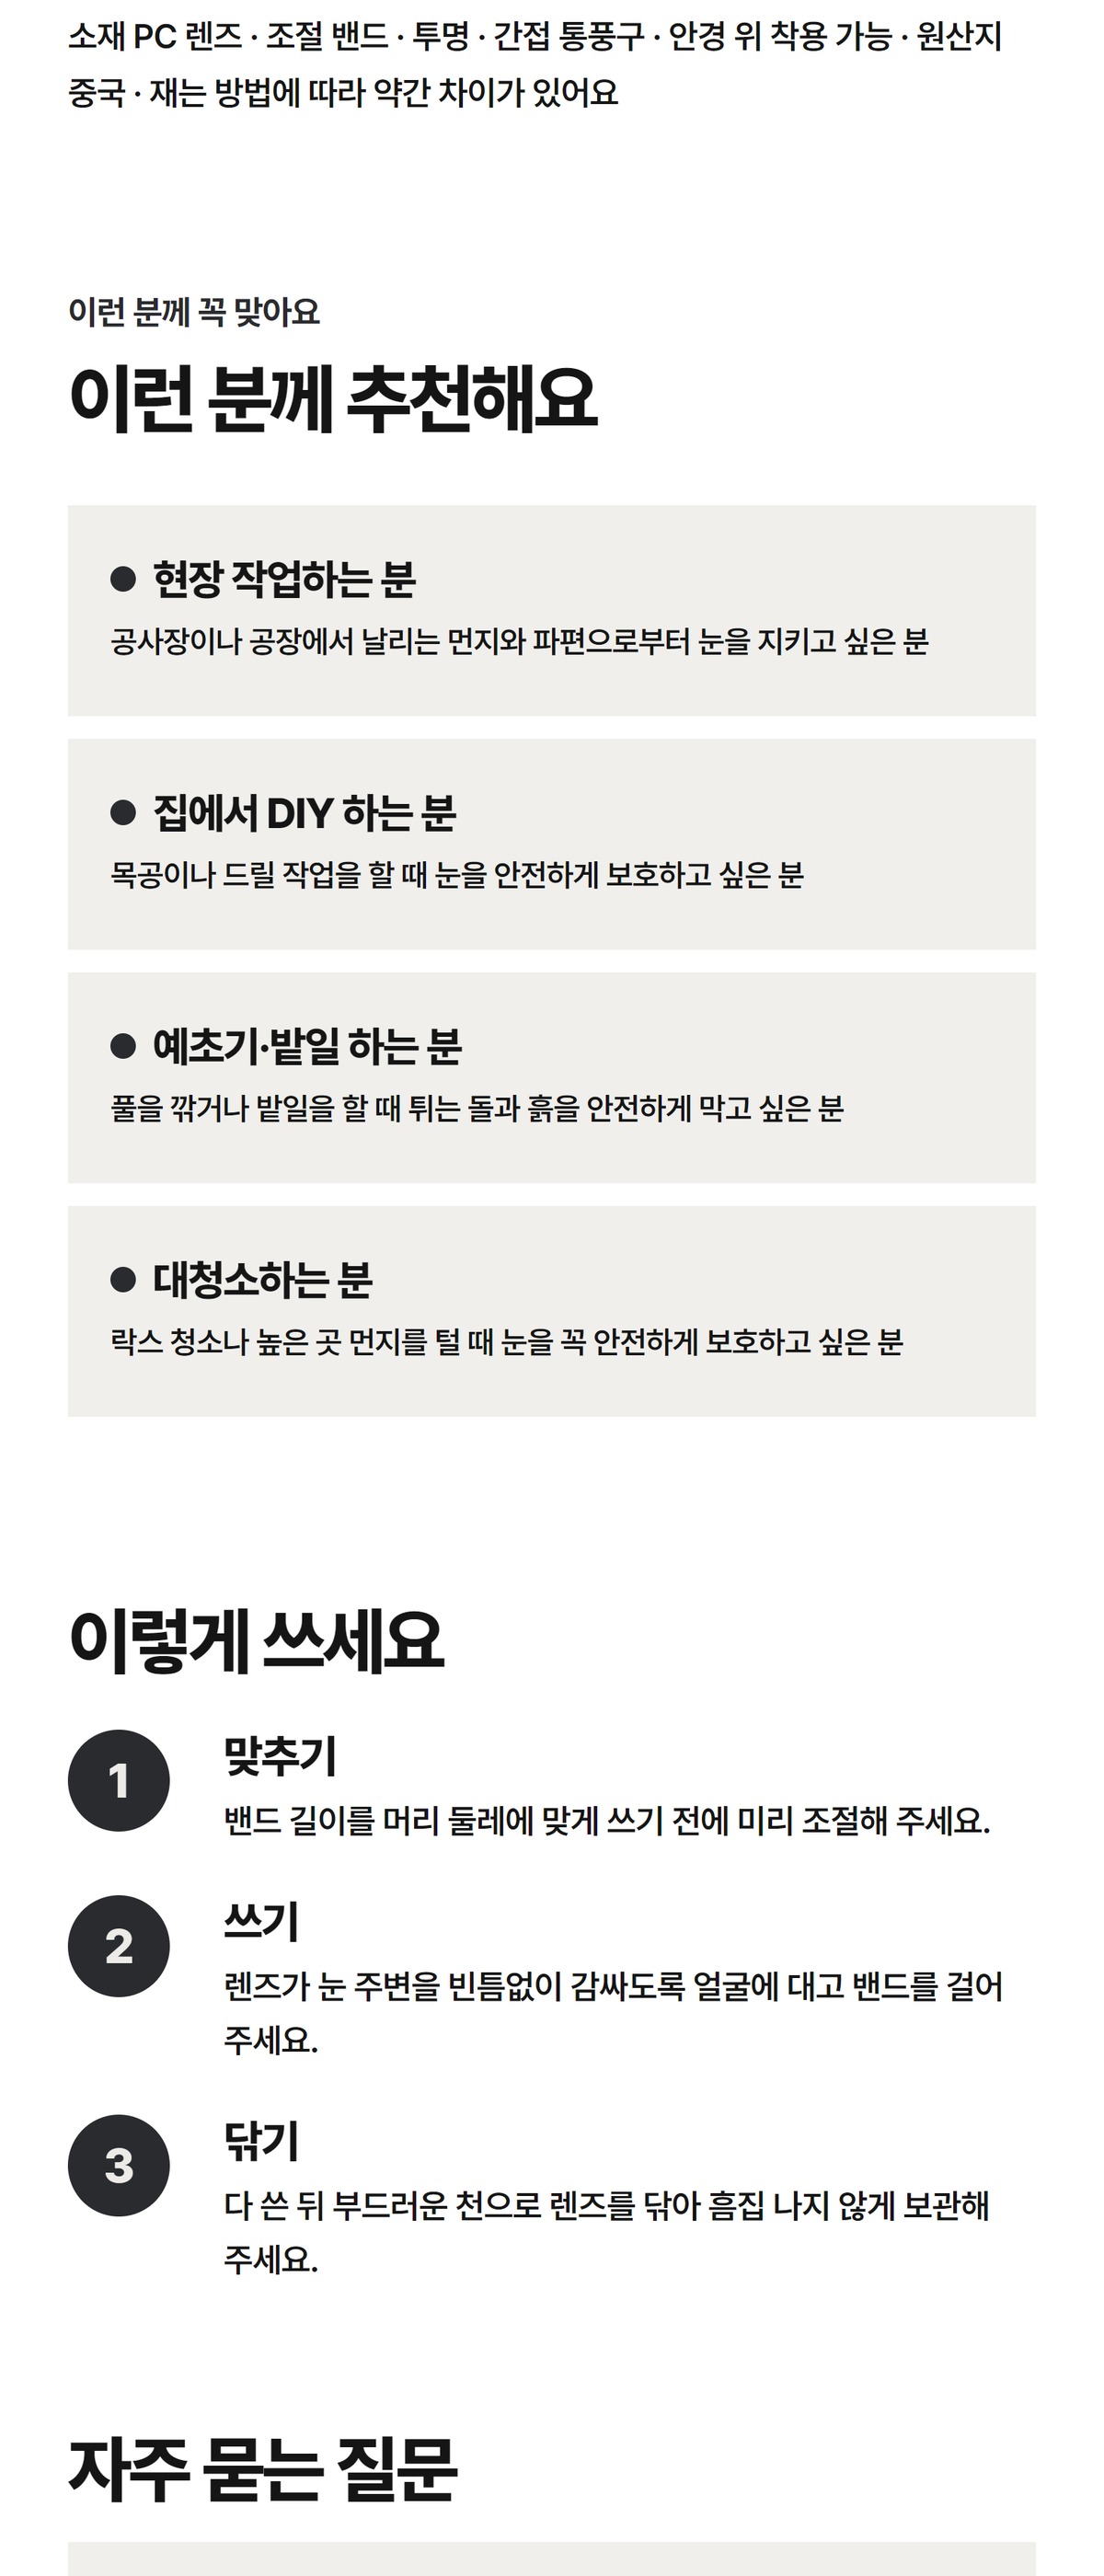 소재 PC 렌즈 · 조절 밴드 · 투명 · 간접 통풍구 · 안경 위 착용 가능 · 원산지
중국 · 재는 방법에 따라 약간 차이가 있어요
이런 분께 꼭 맞아요
이런 분께 추천해요
현장 작업하는 분
공사장이나 공장에서 날리는 먼지와 파편으로부터 눈을 지키고 싶은 분
집에서 DIY 하는 분
목공이나 드릴 작업을 할 때 눈을 안전하게 보호하고 싶은 분
예초기·밭일 하는 분
풀을 깎거나 밭일을 할 때 튀는 돌과 흙을 안전하게 막고 싶은 분
대청소하는 분
락스 청소나 높은 곳 먼지를 털 때 눈을 꼭 안전하게 보호하고 싶은 분
이렇게 쓰세요
1
맞추기
밴드 길이를 머리 둘레에 맞게 쓰기 전에 미리 조절해 주세요.
2
쓰기
렌즈가 눈 주변을 빈틈없이 감싸도록 얼굴에 대고 밴드를 걸어
주세요.
3
닦기
다 쓴 뒤 부드러운 천으로 렌즈를 닦아 흠집 나지 않게 보관해
주세요.
자주 묻는 질문